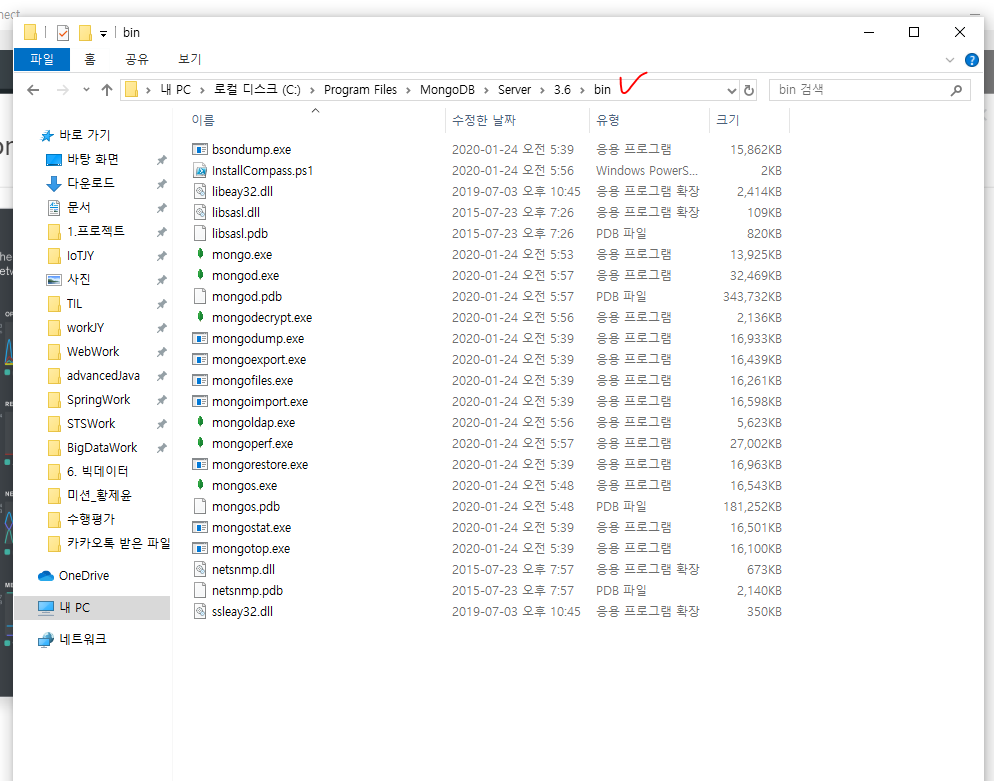 nect
bin
파일 홈 공유 보기
내 PC 로컬 디스크 (C:) Program Files MongoDB Server 3.6 bin bin 검색
이름 수정한 날짜 유형 크기
bsondump.exe 2020-01-24 오전 5:39 응용 프로그램 15,862KB
InstallCompass.ps1 2020-01-24 오전 5:56 Windows PowerS... 2KB
libeay32.dll 2019-07-03 오후 10:45 응용 프로그램 확장 2,414KB
libsasl.dll 2015-07-23 오후 7:26 응용 프로그램 확장 109KB
libsasl.pdb 2015-07-23 오후 7:26 PDB 파일 820KB
mongo.exe 2020-01-24 오전 5:53 응용 프로그램 13,925KB
mongod.exe 2020-01-24 오전 5:57 응용 프로그램 32,469KB
mongod.pdb 2020-01-24 오전 5:57 PDB 파일 343,732KB
mongodecrypt.exe 2020-01-24 오전 5:56 응용 프로그램 2,136KB
mongodump.exe 2020-01-24 오전 5:39 응용 프로그램 16,933KB
mongoexport.exe 2020-01-24 오전 5:39 응용 프로그램 16,439KB
mongofiles.exe 2020-01-24 오전 5:39 응용 프로그램 16,261KB
mongoimport.exe 2020-01-24 오전 5:39 응용 프로그램 16,598KB
mongoldap.exe 2020-01-24 오전 5:56 응용 프로그램 5,623KB
mongoperf.exe 2020-01-24 오전 5:57 응용 프로그램 27,002KB
mongorestore.exe 2020-01-24 오전 5:39 응용 프로그램 16,963KB
mongos.exe 2020-01-24 오전 5:48 응용 프로그램 16,543KB
mongos.pdb 2020-01-24 오전 5:48 PDB 파일 181,252KB
mongostat.exe 2020-01-24 오전 5:39 응용 프로그램 16,501KB
mongotop.exe 2020-01-24 오전 5:39 응용 프로그램 16,100KB
netsnmp.dll 2015-07-23 오후 7:57 응용 프로그램 확장 673KB
netsnmp.pdb 2015-07-23 오후 7:57 PDB 파일 2,140KB
ssleay32.dll 2019-07-03 오후 10:45 응용 프로그램 확장 350KB
바로 가기
바탕 화면
다운로드
문서
1.프로젝트
IoTJY
사진
TIL
workJY
WebWork
advancedJava
SpringWork
STSWork
BigDataWork
6. 빅데이터
미션_황제윤
수행평가
카카오톡 받은 파일
OneDrive
내 PC
네트워크